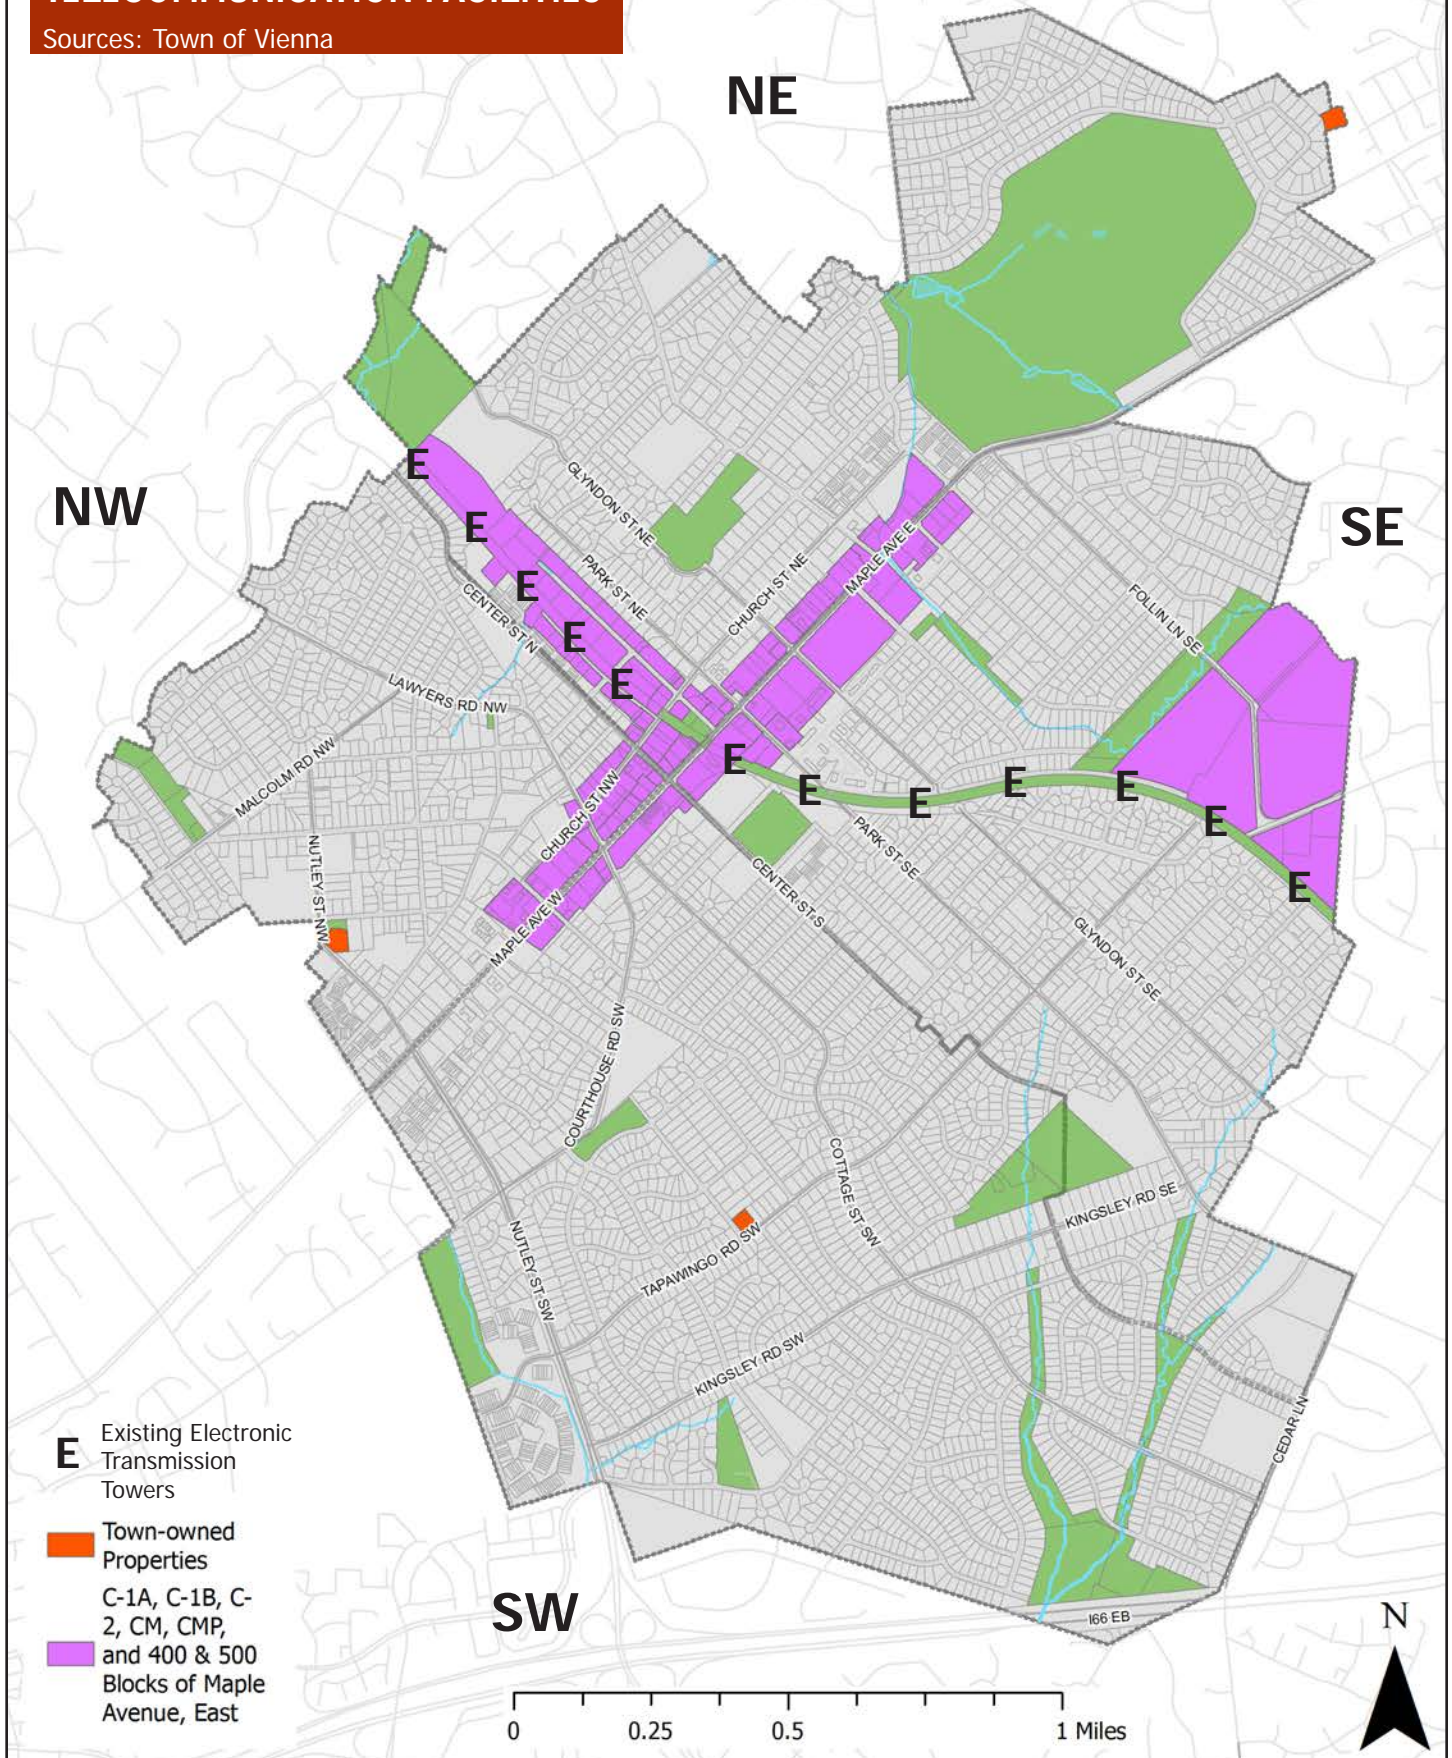 TELECOMMUNICATION FACILITIES
Sources: Town of Vienna
NE
NW
SE
E
E
E
E
E
E
E
E
E
E
E
E
GLYNDON ST NE
PARK ST NE
CHURCH ST NE
MAPLE AVE E
CENTER ST N
FOLLIN LN SE
LAWYERS RD NW
MALCOLM RD NW
CHURCH ST NW
NUTLEY ST NW
MAPLE AVE W
PARK ST SE
CENTER ST S
GLYNDON ST SE
COURTHOUSE RD SW
COTTAGE ST SW
KINGSLEY RD SE
NUTLEY ST SW
TAPAWINGO RD SW
KINGSLEY RD SW
CEDAR LN
I66 EB
SW
E
Existing Electronic
Transmission
Towers
Town-owned
Properties
C-1A, C-1B, C-
2, CM, CMP,
and 400 & 500
Blocks of Maple
Avenue, East
0 0.25 0.5 1 Miles
N